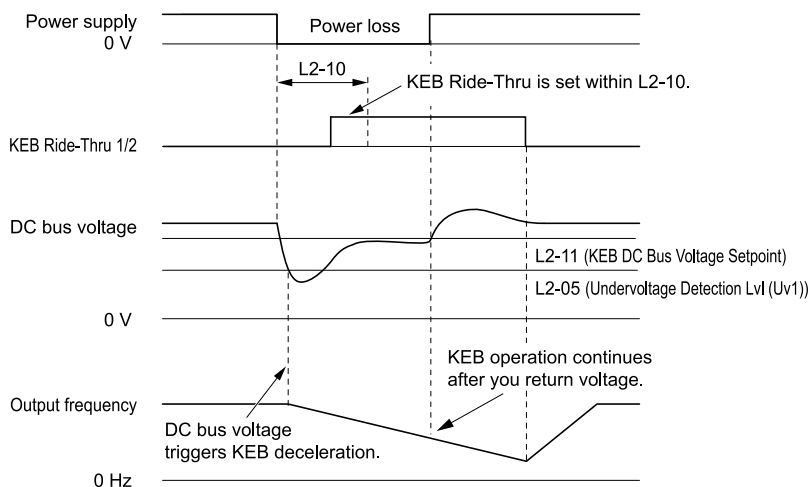 Power supply
0 V
Power loss
L2-10
KEB Ride-Thru is set within L2-10.
KEB Ride-Thru 1/2
DC bus voltage
L2-11 (KEB DC Bus Voltage Setpoint)
L2-05 (Undervoltage Detection Lvl (Uv1))
0 V
KEB operation continues
after you return voltage.
Output frequency
DC bus voltage
triggers KEB deceleration.
0 Hz